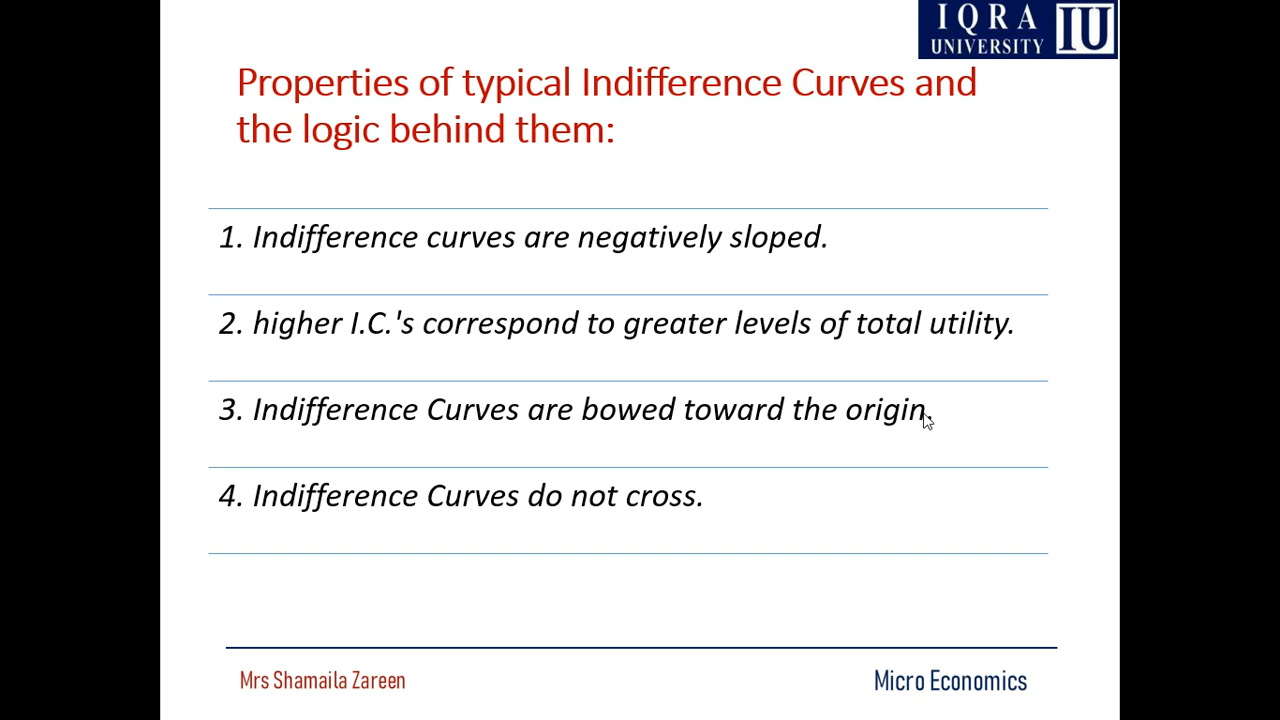 IQRA
UNIVERSITY IU
Properties of typical Indifference Curves and
the logic behind them:
1. Indifference curves are negatively sloped.
2. higher I.C.'s correspond to greater levels of total utility.
3. Indifference Curves are bowed toward the origin.
4. Indifference Curves do not cross.
Mrs Shamaila Zareen
Micro Economics